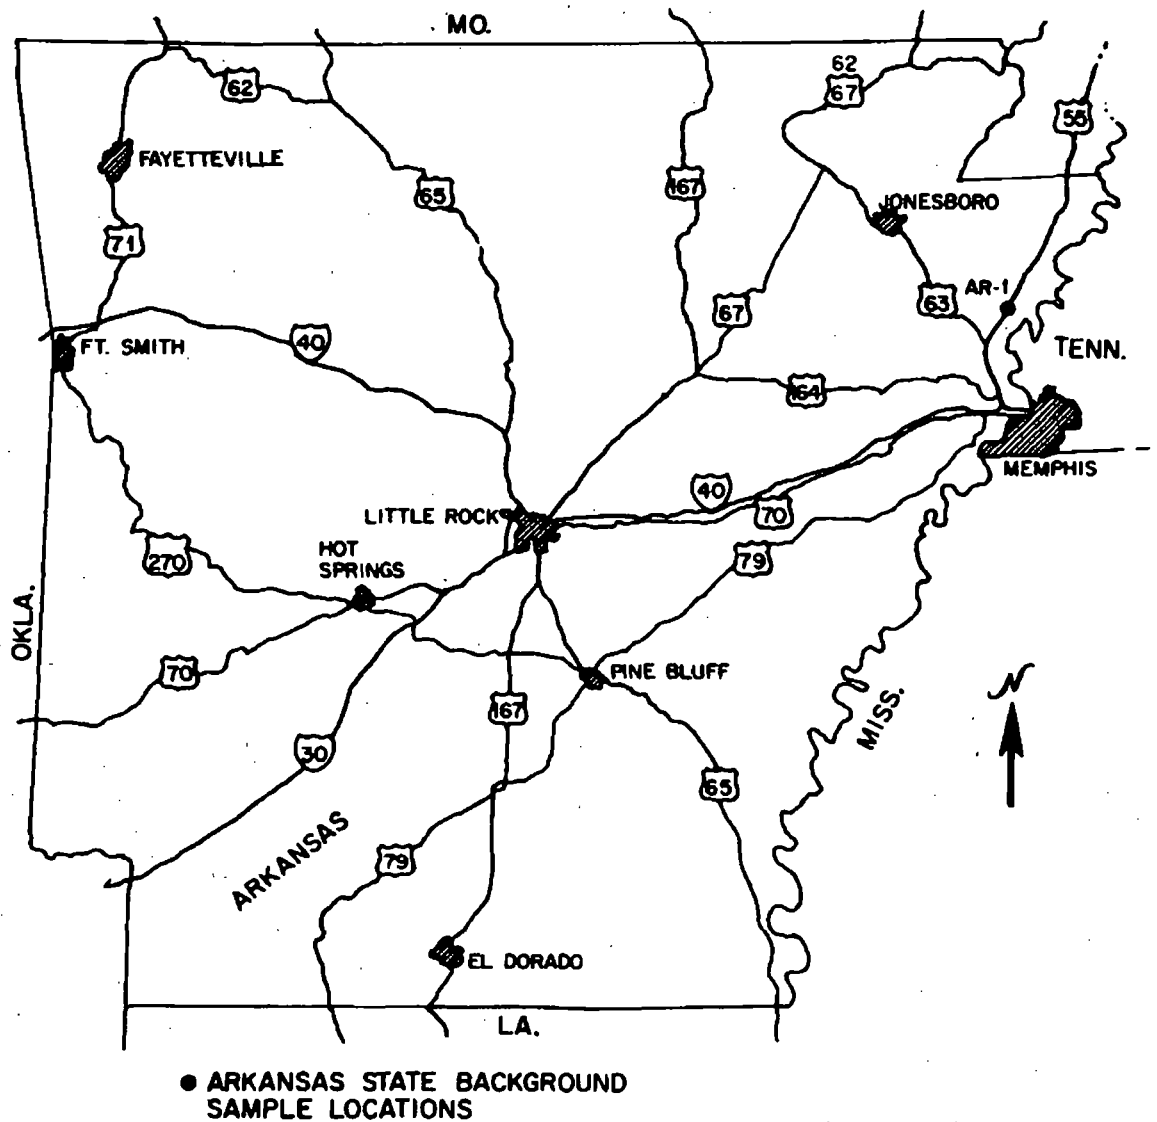 MO.
62
62
67
55
FAYETTEVILLE
167
65
JONESBORO
71
AR-1
63
67
40
FT. SMITH
TENN.
164
MEMPHIS
40
LITTLE ROCK
70
HOT
SPRINGS
270
79
OKLA.
70
PINE BLUFF
N
167
MISS.
30
65
ARKANSAS
79
EL DORADO
LA.
ARKANSAS STATE BACKGROUND
SAMPLE LOCATIONS